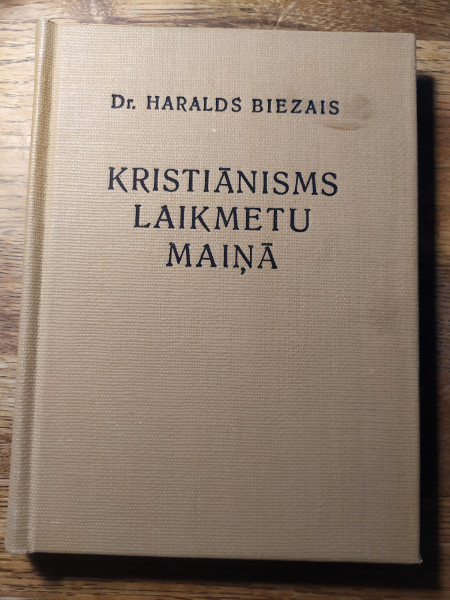 Dr. HARALDS BIEZAIS
KRISTIĀNISMS
LAIKMETU
MAIŅĀ